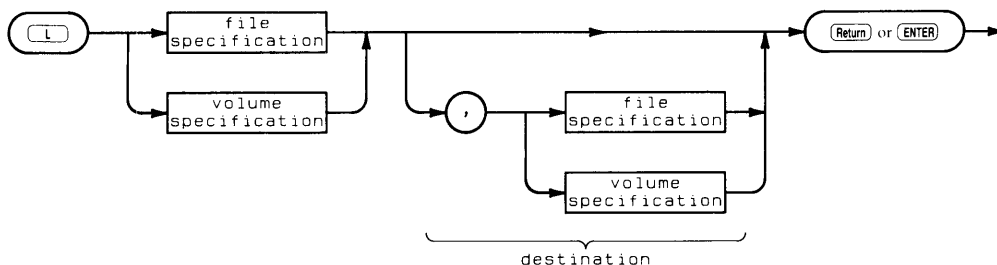 L
file
specification
volume
specification
,
file
specification
volume
specification
Return or ENTER
destination